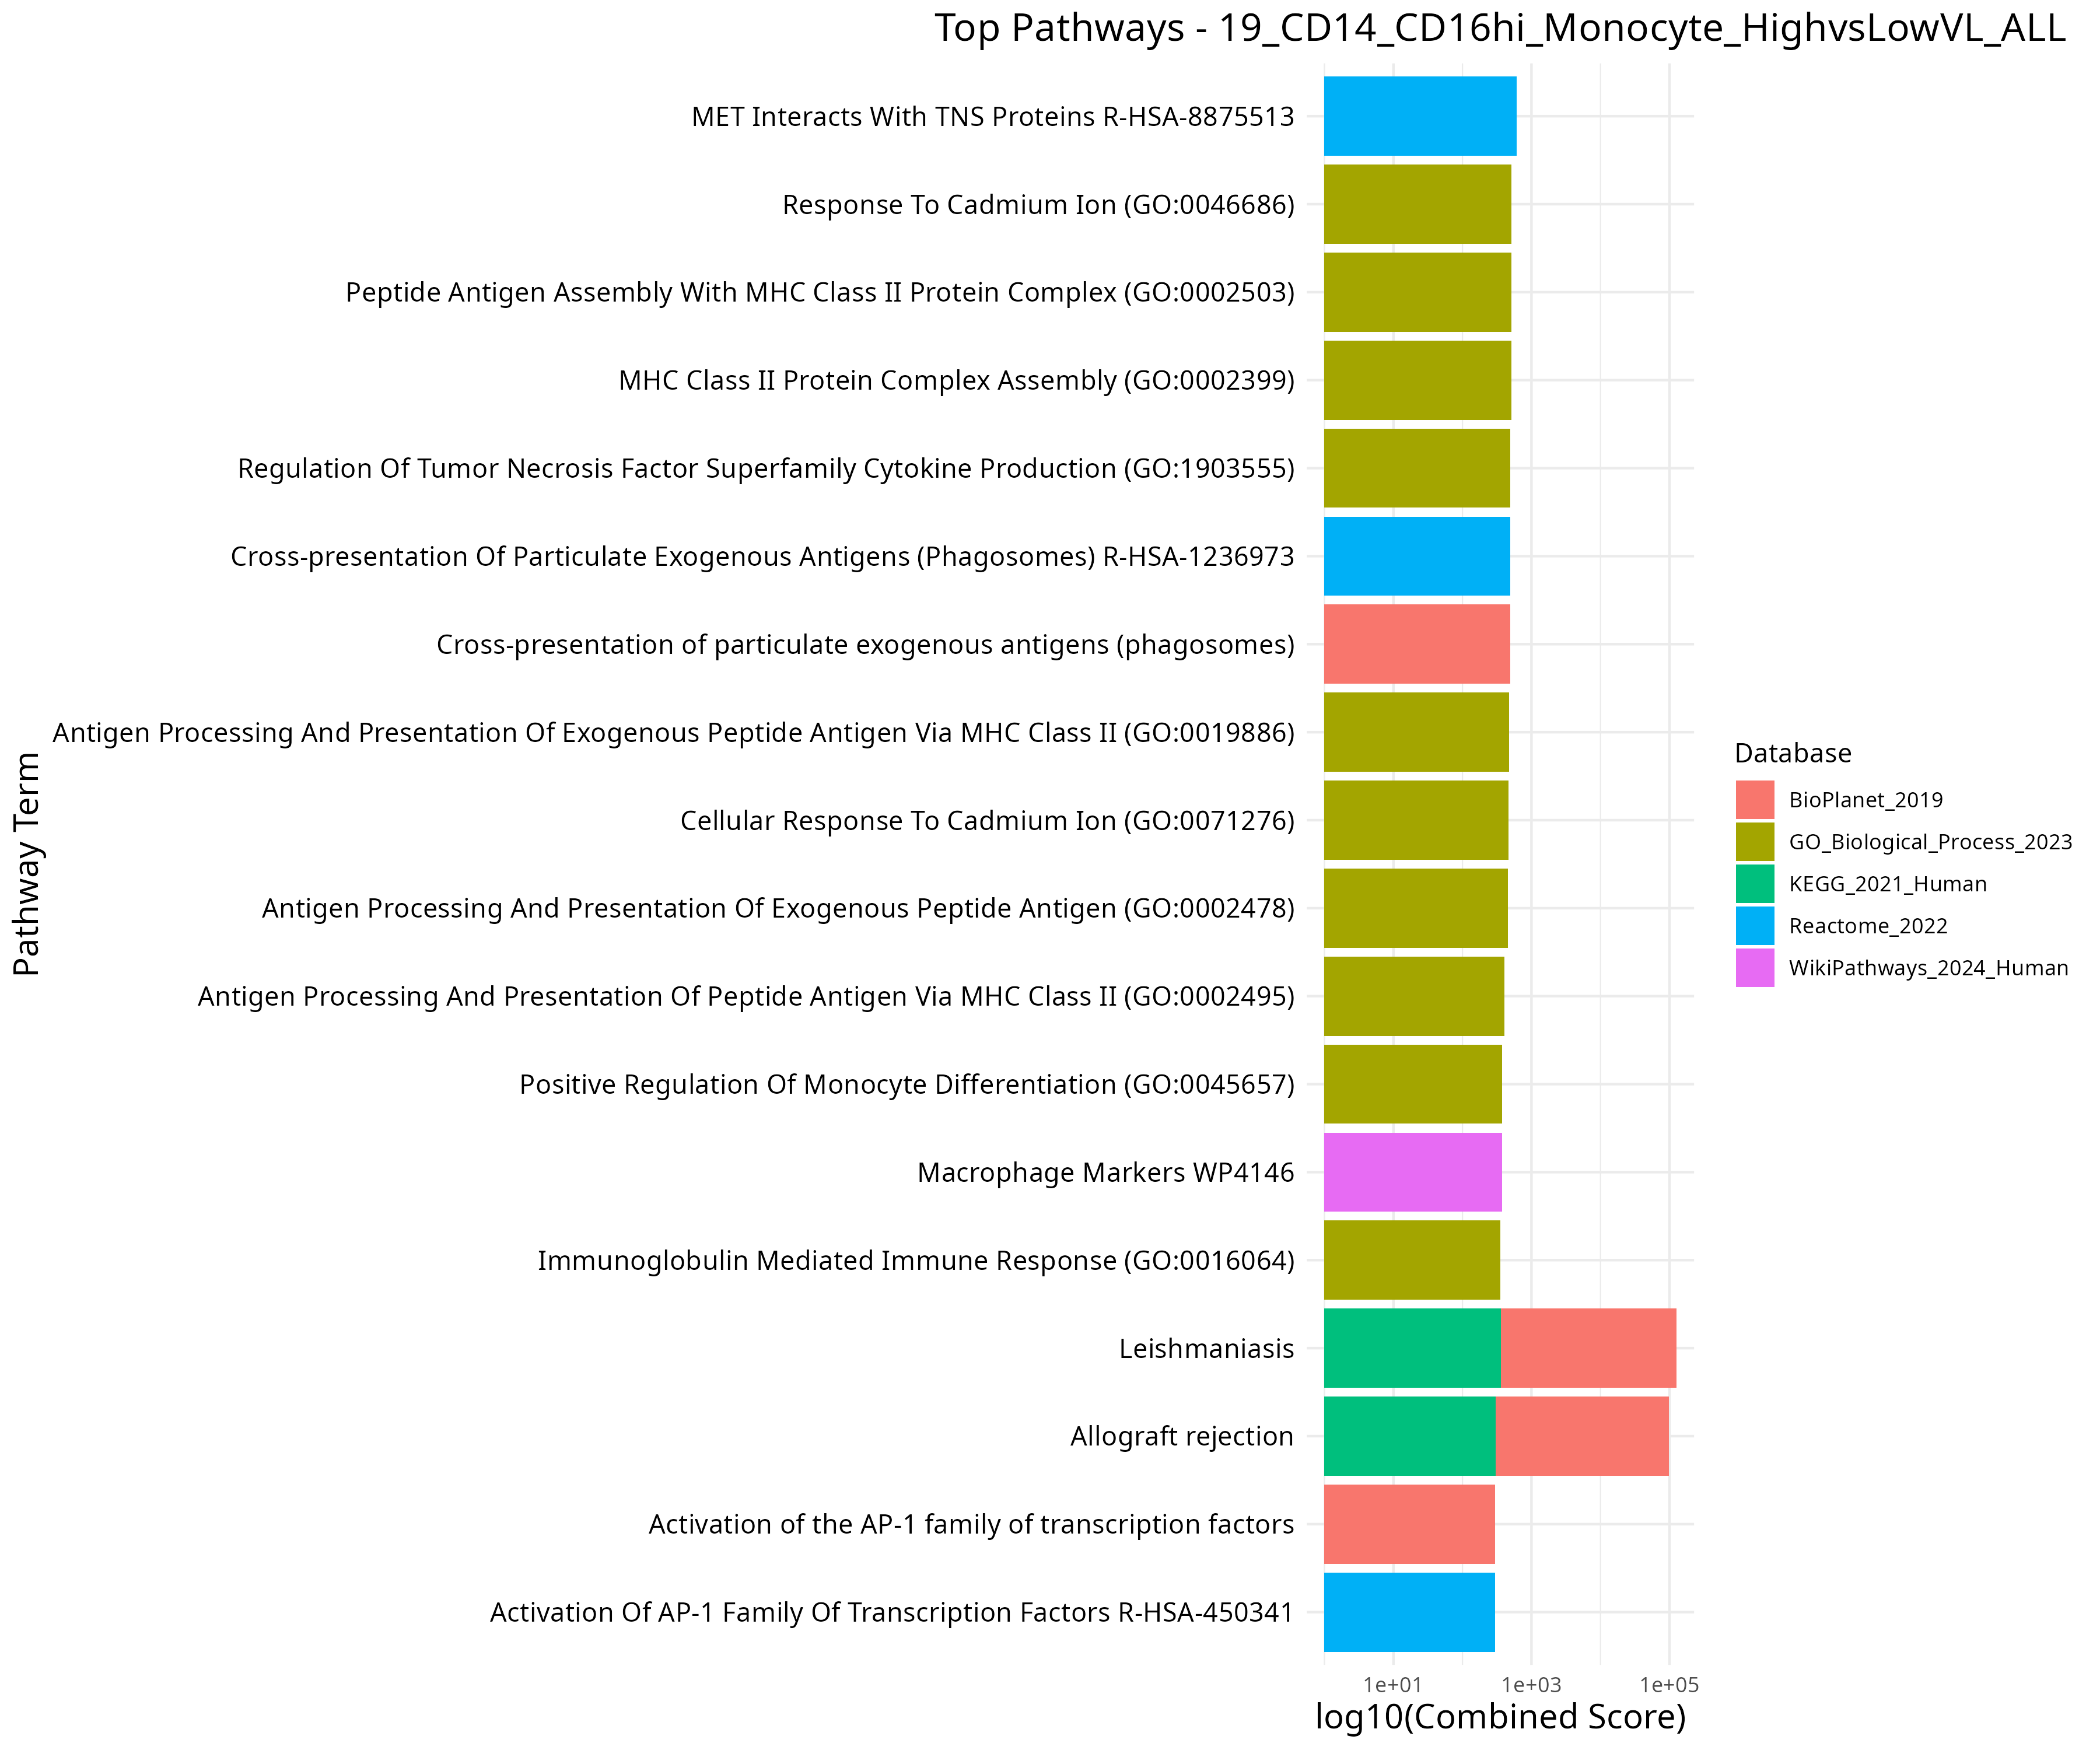 Top Pathways - 19_CD14_CD16hi_Monocyte_HighvsLowVL_ALL
Pathway Term
MET Interacts With TNS Proteins R-HSA-8875513
Response To Cadmium Ion (GO:0046686)
Peptide Antigen Assembly With MHC Class II Protein Complex (GO:0002503)
MHC Class II Protein Complex Assembly (GO:0002399)
Regulation Of Tumor Necrosis Factor Superfamily Cytokine Production (GO:1903555)
Cross-presentation Of Particulate Exogenous Antigens (Phagosomes) R-HSA-1236973
Cross-presentation of particulate exogenous antigens (phagosomes)
Antigen Processing And Presentation Of Exogenous Peptide Antigen Via MHC Class II (GO:0019886)
Cellular Response To Cadmium Ion (GO:0071276)
Antigen Processing And Presentation Of Exogenous Peptide Antigen (GO:0002478)
Antigen Processing And Presentation Of Peptide Antigen Via MHC Class II (GO:0002495)
Positive Regulation Of Monocyte Differentiation (GO:0045657)
Macrophage Markers WP4146
Immunoglobulin Mediated Immune Response (GO:0016064)
Leishmaniasis
Allograft rejection
Activation of the AP-1 family of transcription factors
Activation Of AP-1 Family Of Transcription Factors R-HSA-450341
1e+01 1e+03 1e+05
log10(Combined Score)
Database
BioPlanet_2019
GO_Biological_Process_2023
KEGG_2021_Human
Reactome_2022
WikiPathways_2024_Human